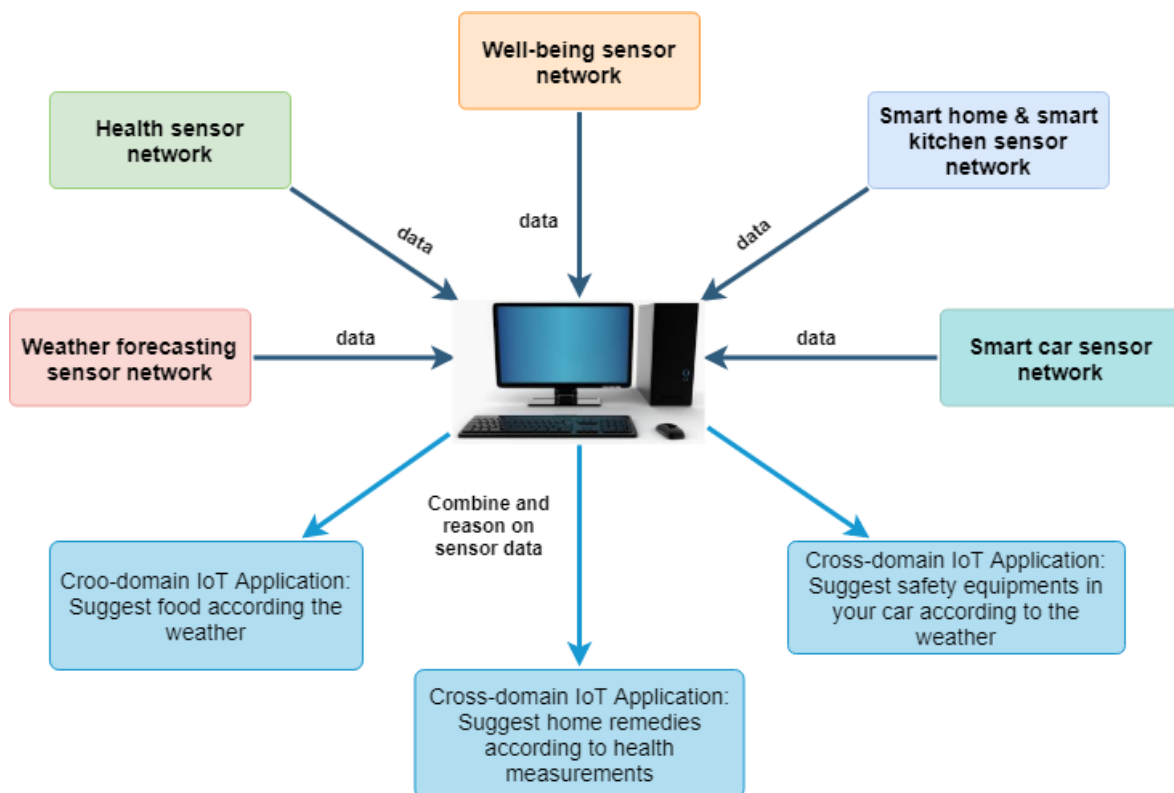 Well-being sensor
network
Health sensor
network
Smart home & smart
kitchen sensor
network
data
data
data
Weather forecasting
sensor network
data
data
Smart car sensor
network
Combine and
reason on
sensor data
Croo-domain IoT Application:
Suggest food according the
weather
Cross-domain IoT Application:
Suggest safety equipments in
your car according to the
weather
Cross-domain IoT Application:
Suggest home remedies
according to health
measurements